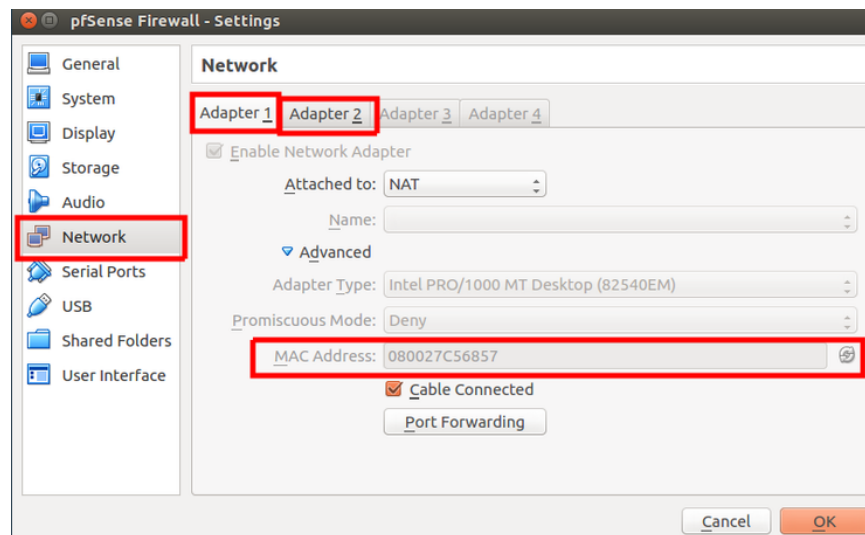 pfSense Firewall - Settings
General
System
Display
Storage
Audio
Network
Serial Ports
USB
Shared Folders
User Interface
Network
Adapter 1 Adapter 2 Adapter 3 Adapter 4
Enable Network Adapter
Attached to: NAT
Name:
Advanced
Adapter Type: Intel PRO/1000 MT Desktop (82540EM)
Promiscuous Mode: Deny
MAC Address: 080027C56857
Cable Connected
Port Forwarding
Cancel OK